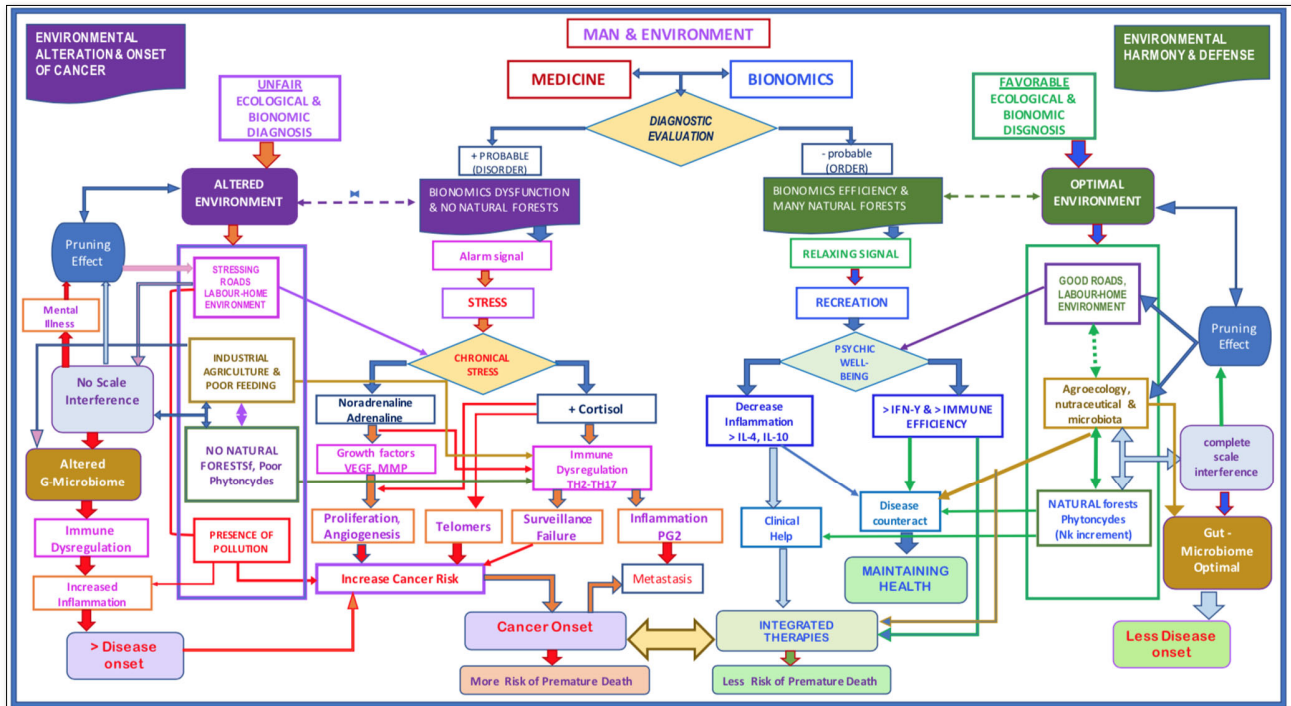 ENVIRONMENTAL
ALTERATION & ONSET
OF CANCER
MAN & ENVIRONMENT
ENVIRONMENTAL
HARMONY & DEFENSE
UNFAIR
ECOLOGICAL &
BIONOMIC
DIAGNOSIS
MEDICINE
BIONOMICS
FAVORABLE
ECOLOGICAL &
BIONOMIC
DISGNOSIS
DIAGNOSTIC
EVALUATION
+ PROBABLE
(DISORDER)
- probable
(ORDER)
ALTERED
ENVIRONMENT
BIONOMICS DYSFUNCTION
& NO NATURAL FORESTS
BIONOMICS EFFICIENCY &
MANY NATURAL FORESTS
OPTIMAL
ENVIRONMENT
Pruning
Effect
Alarm signal
RELAXING SIGNAL
STRESSING
ROADS
LABOUR-HOME
ENVIRONMENT
GOOD ROADS,
LABOUR-HOME
ENVIRONMENT
Mental
Illness
STRESS
RECREATION
Pruning
Effect
INDUSTRIAL
AGRICULTURE &
POOR FEEDING
CHRONICAL
STRESS
PSYCHIC
WELL-
BEING
No Scale
Interference
Agroecology,
nutraceutical &
microbiota
Noradrenaline
Adrenaline
+ Cortisol
Decrease
Inflammation
> IL-4, IL-10
> IFN-Y & > IMMUNE
EFFICIENCY
complete
scale
interference
NO NATURAL
FORESTSf, Poor
Phytoncydes
Altered
G-Microbiome
Growth factors
VEGF, MMP
Immune
Dysregulation
TH2-TH17
Disease
counteract
NATURAL forests
Phytoncydes
(Nk increment)
Immune
Dysregulation
PRESENCE OF
POLLUTION
Proliferation,
Angiogenesis
Telomers
Surveillance
Failure
Inflammation
PG2
Clinical
Help
Gut -
Microbiome
Optimal
Increased
Inflammation
Increase Cancer Risk
Metastasis
MAINTAINING
HEALTH
> Disease
onset
Cancer Onset
INTEGRATED
THERAPIES
Less Disease
onset
More Risk of Premature Death
Less Risk of Premature Death